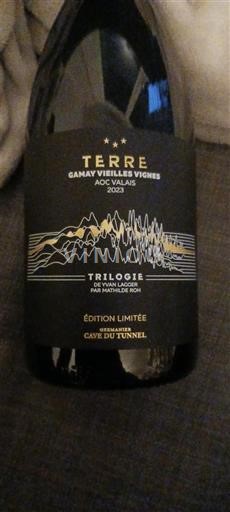 TERRE
GAMAY VIEILLES VIGNES
AOC VALAIS
2023
TRILOGIE
DE YVAN LAGGER
PAR MATHILDE ROH
ÉDITION LIMITÉE
GERMANIER
CAVE DU TUNNEL